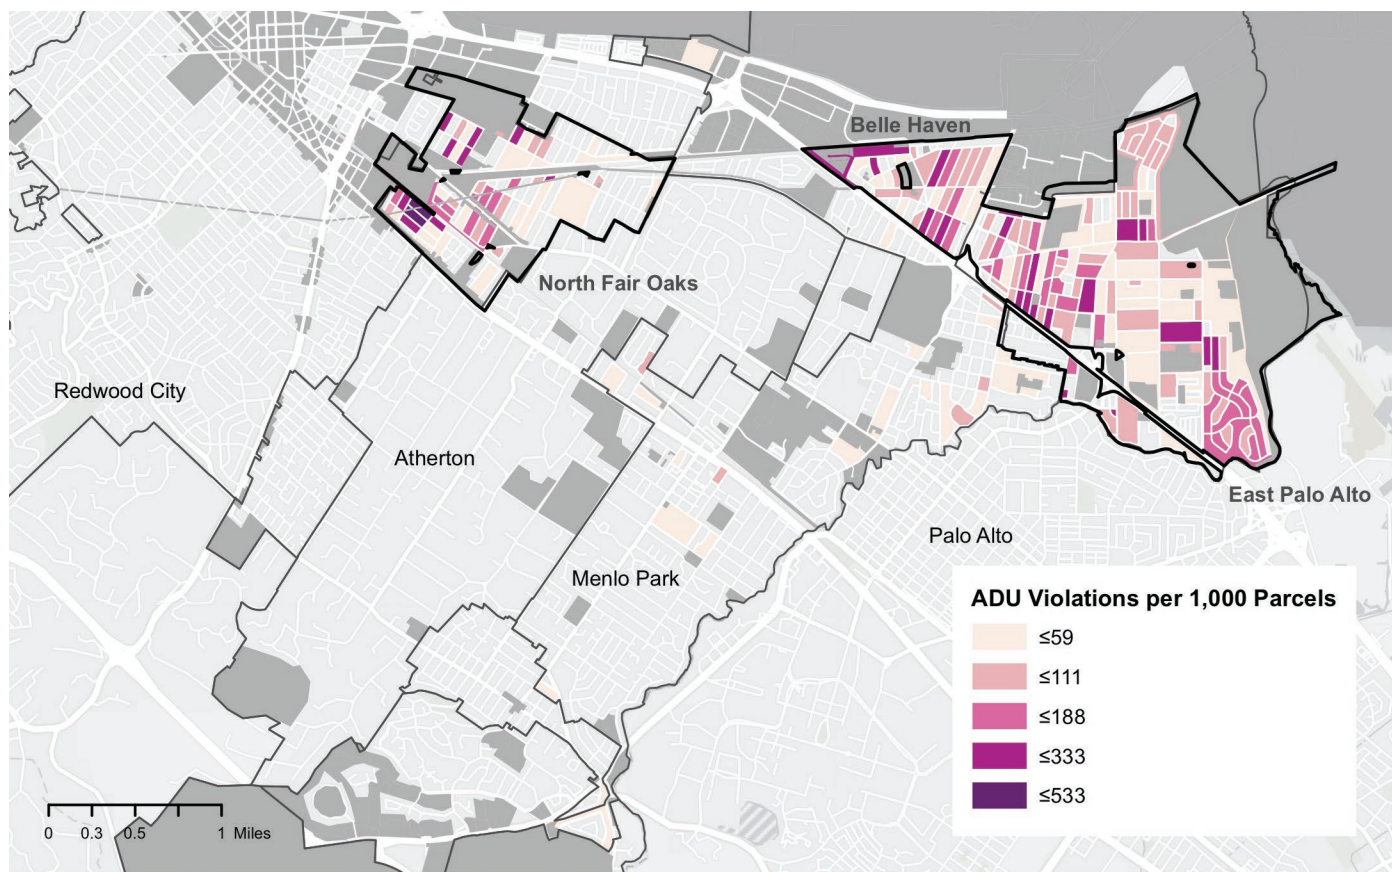 Belle Haven
North Fair Oaks
Redwood City
Atherton
East Palo Alto
Palo Alto
Menlo Park
ADU Violations per 1,000 Parcels
≤59
≤111
≤188
≤333
≤533
0 0.3 0.5 1 Miles